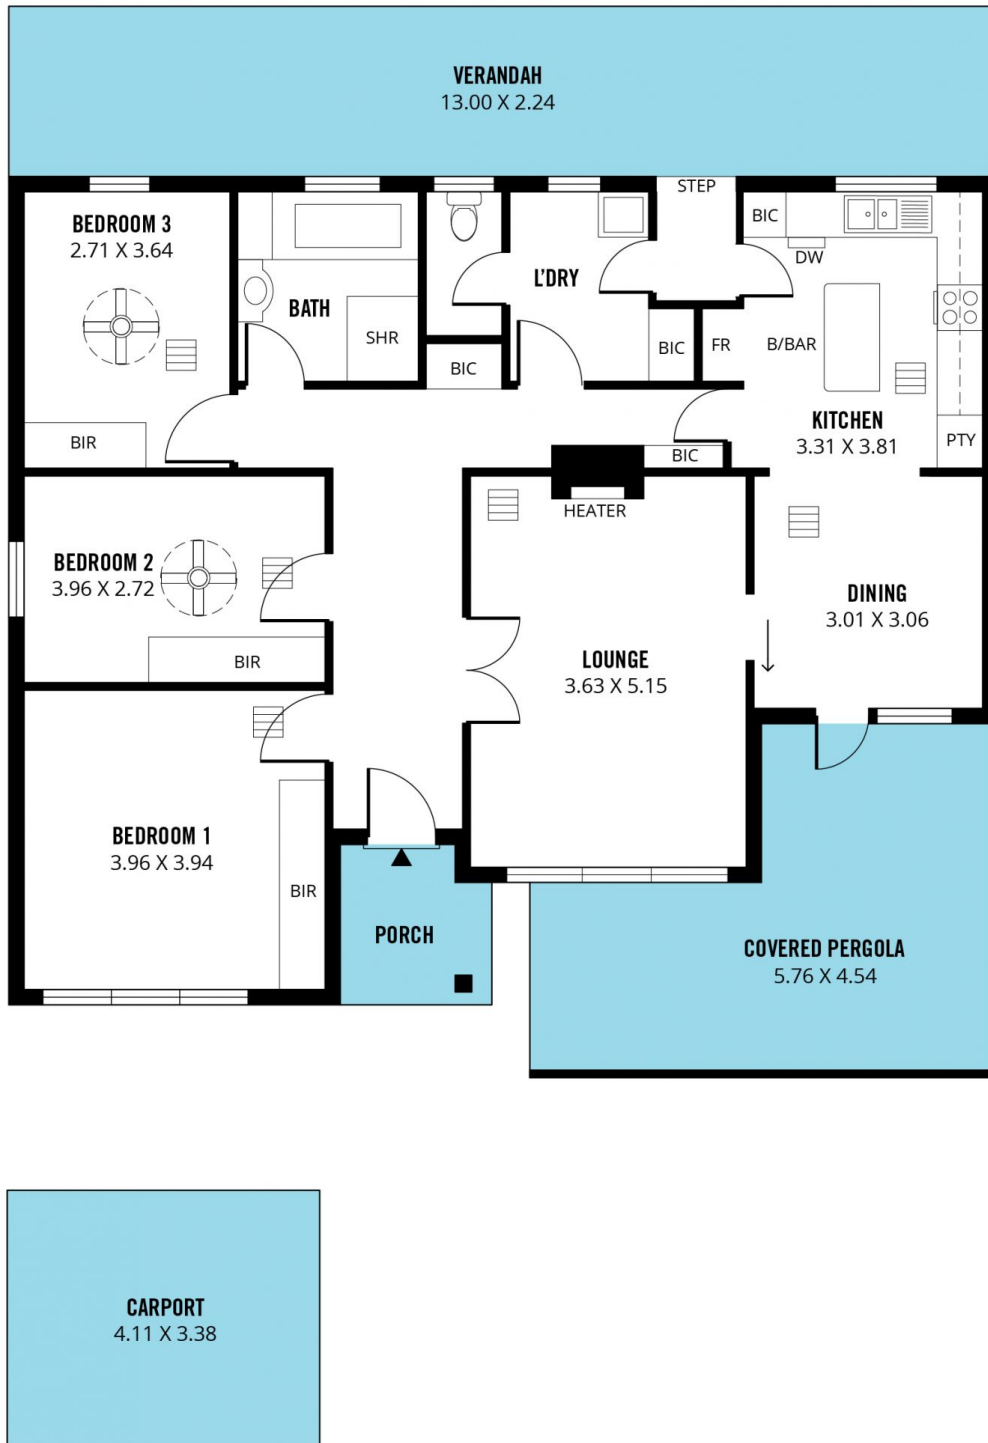 VERANDAH
13.00 X 2.24
STEP
BEDROOM 3
2.71 X 3.64
BIR
BATH
SHR
BIC
L'DRY
BIC
BIC
DW
FR
B/BAR
KITCHEN
3.31 X 3.81
PTY
BIC
HEATER
BEDROOM 2
3.96 X 2.72
BIR
LOUNGE
3.63 X 5.15
DINING
3.01 X 3.06
BEDROOM 1
3.96 X 3.94
BIR
PORCH
COVERED PERGOLA
5.76 X 4.54
CARPORT
4.11 X 3.38